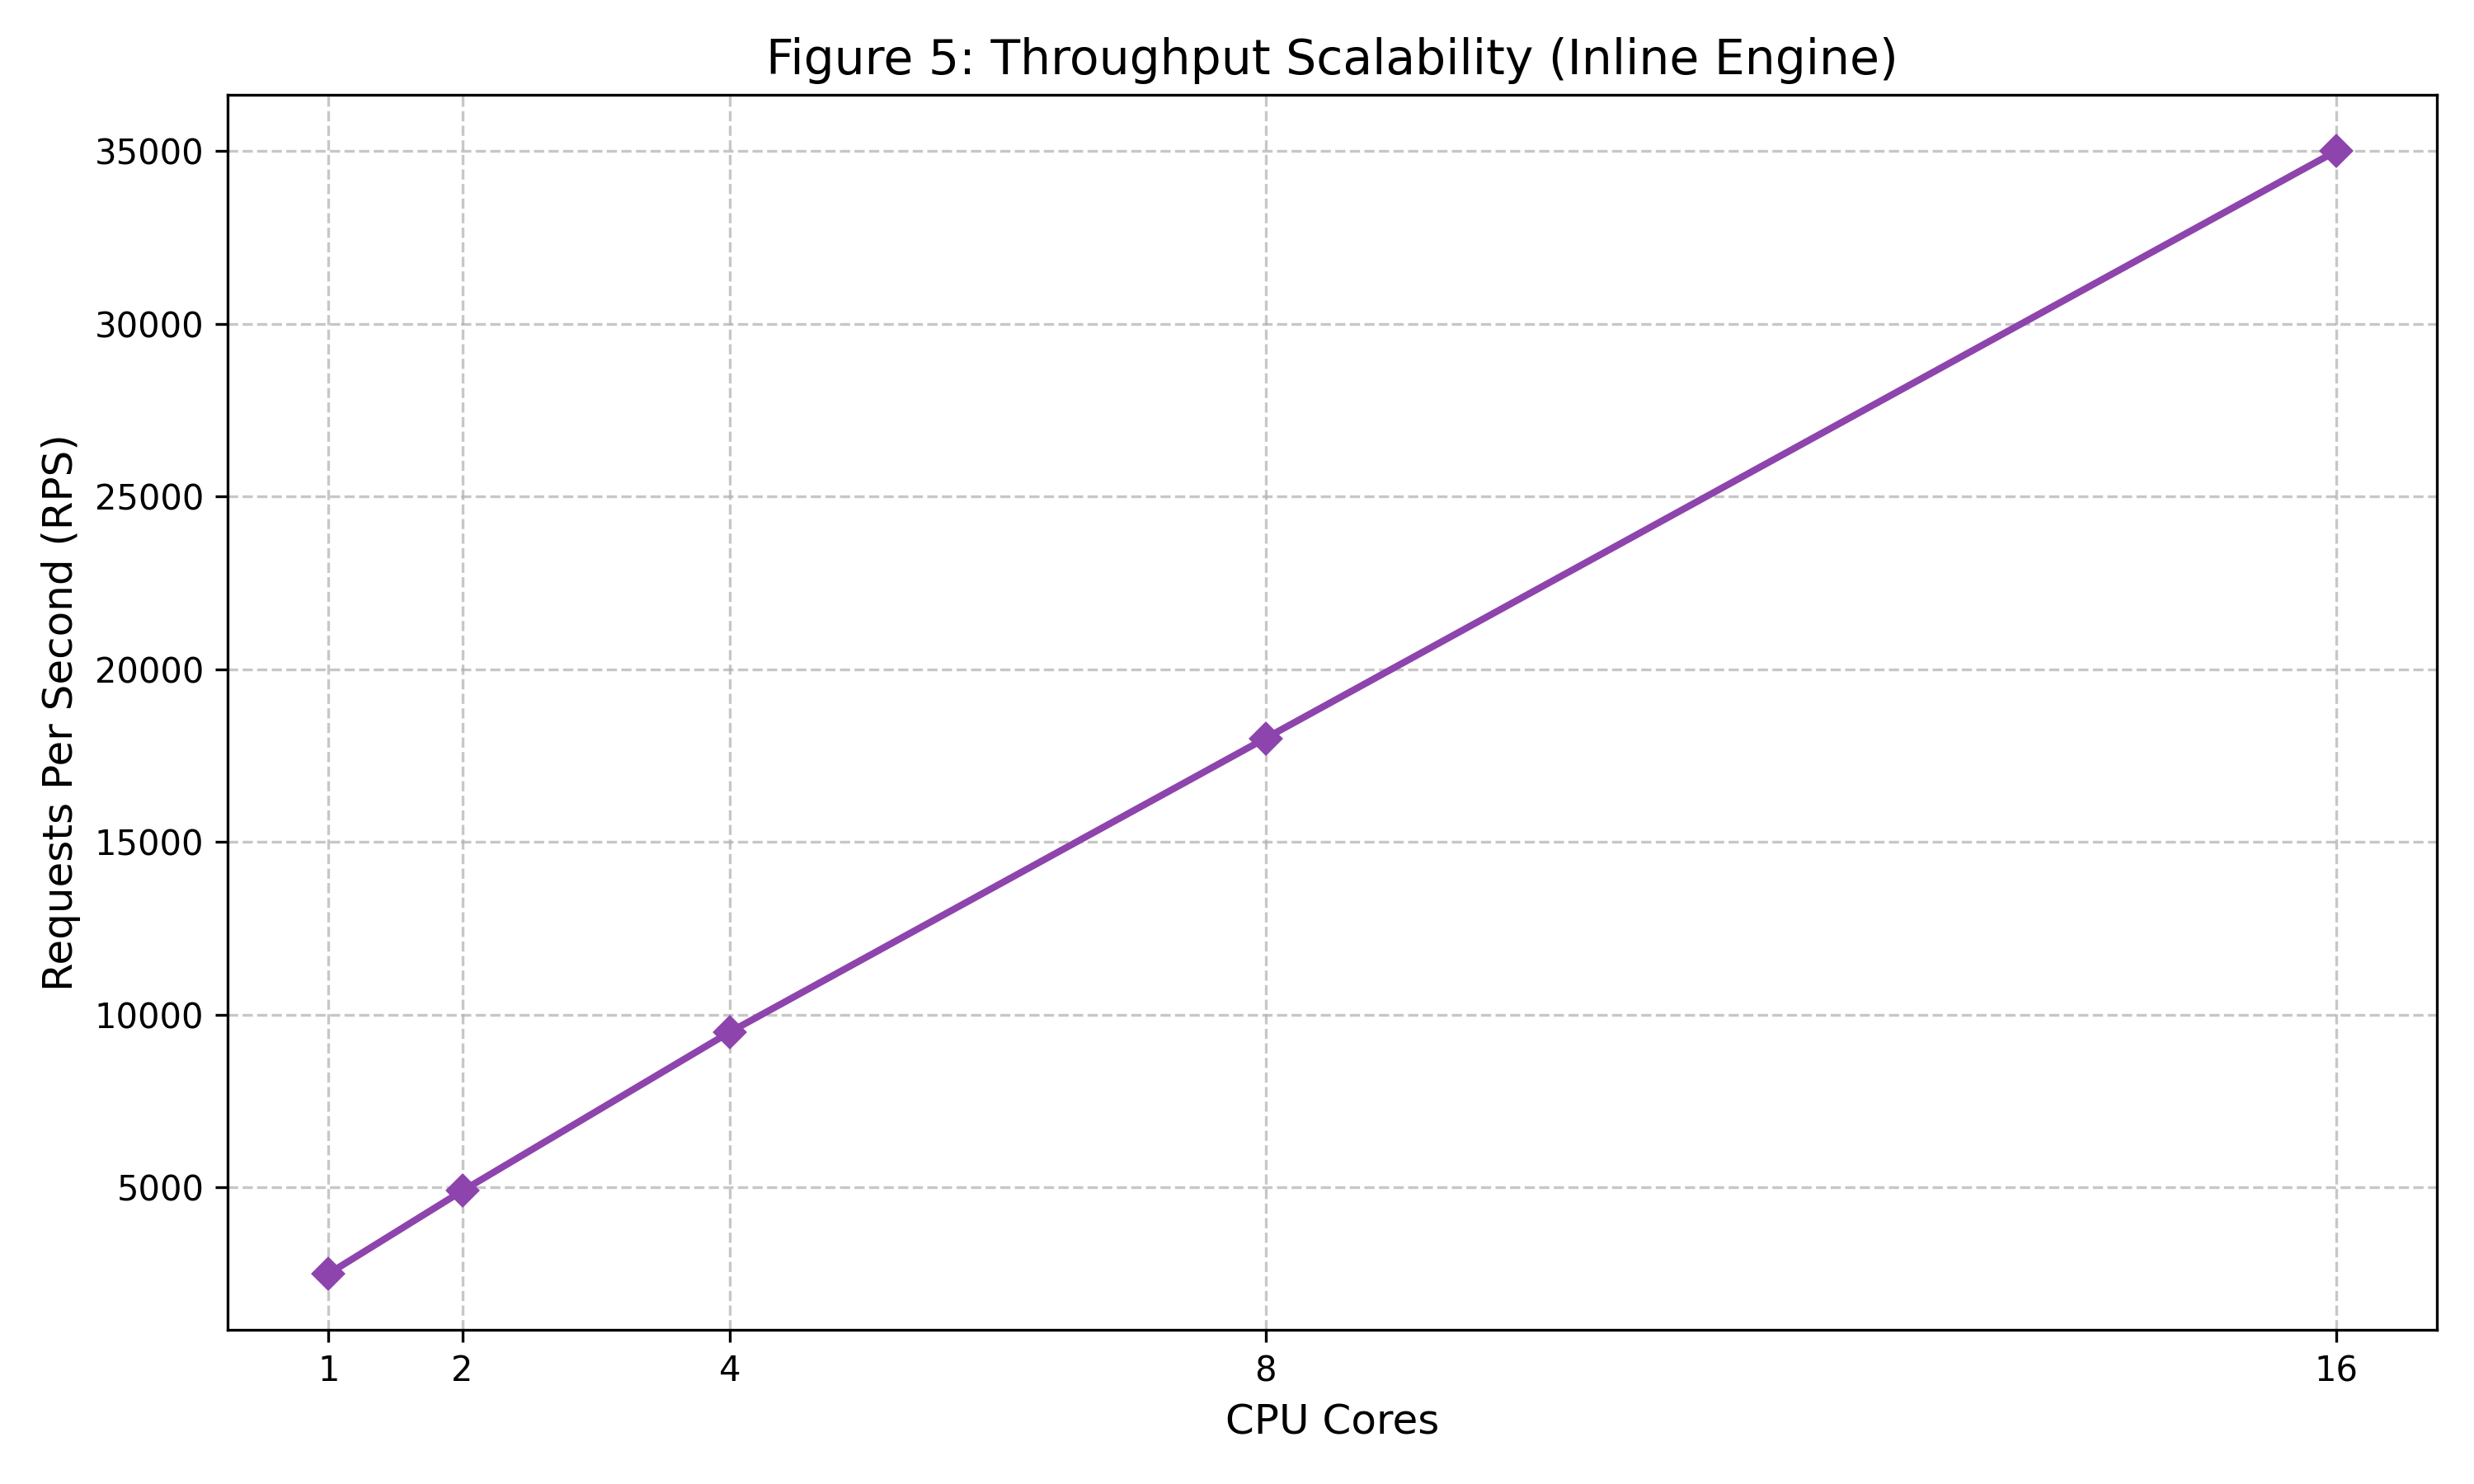 Figure 5: Throughput Scalability (Inline Engine)
35000
30000
25000
20000
15000
10000
5000
Requests Per Second (RPS)
1 2 4 8 16
CPU Cores